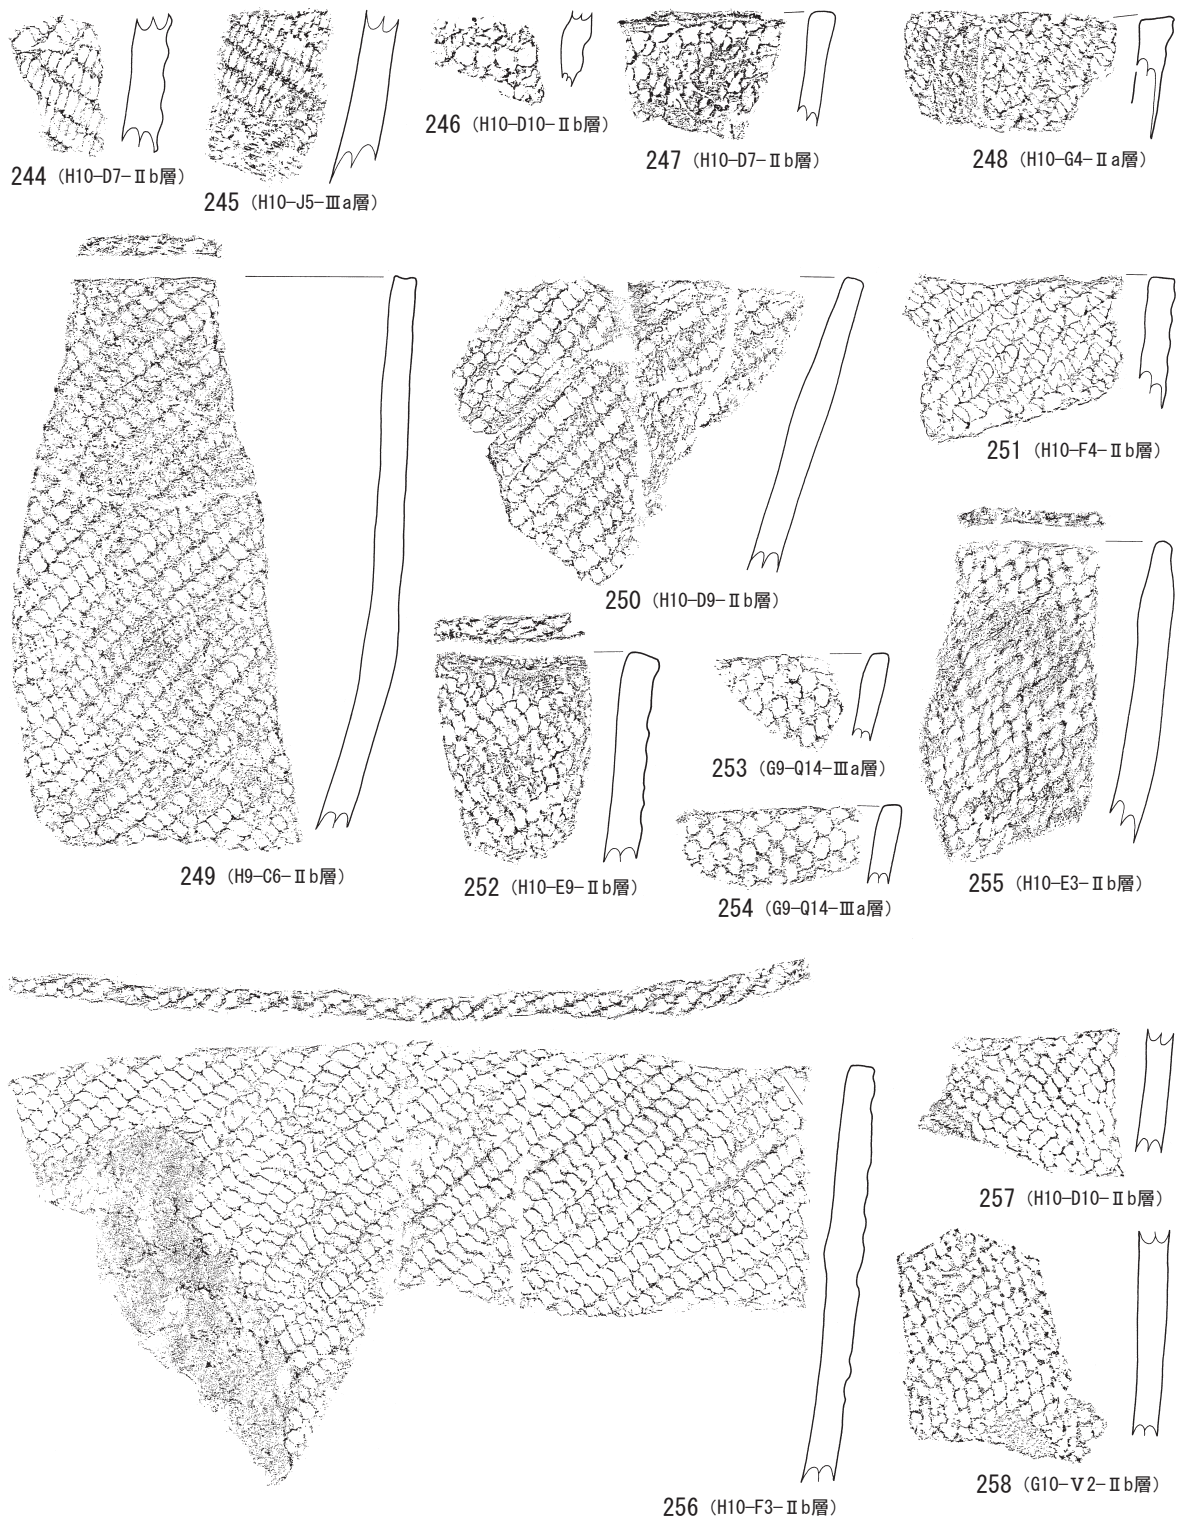 244（H10−D7−Ⅱb層）
245（H10−J5−Ⅲa層）
246（H10−D10−Ⅱb層）
247（H10−D7−Ⅱb層）
248（H10−G4−Ⅱa層）
249（H9−C6−Ⅱb層）
250（H10−D9−Ⅱb層）
251（H10−F4−Ⅱb層）
252（H10−E9−Ⅱb層）
253（G9−Q14−Ⅲa層）
254（G9−Q14−Ⅲa層）
255（H10−E3−Ⅱb層）
256（H10−F3−Ⅱb層）
257（H10−D10−Ⅱb層）
258（G10−V2−Ⅱb層）